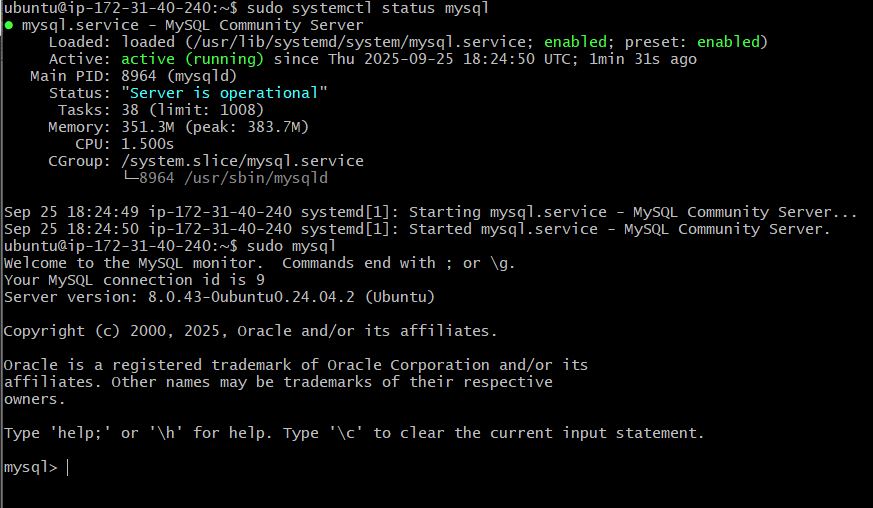 ubuntu@ip-172-31-40-240:~$ sudo systemctl status mysql
● mysql.service - MySQL Community Server
     Loaded: loaded (/usr/lib/systemd/system/mysql.service; enabled; preset: enabled)
     Active: active (running) since Thu 2025-09-25 18:24:50 UTC; 1min 31s ago
   Main PID: 8964 (mysqld)
     Status: "Server is operational"
      Tasks: 38 (limit: 1008)
     Memory: 351.3M (peak: 383.7M)
        CPU: 1.500s
     CGroup: /system.slice/mysql.service
             └─8964 /usr/sbin/mysqld
Sep 25 18:24:49 ip-172-31-40-240 systemd[1]: Starting mysql.service - MySQL Community Server...
Sep 25 18:24:50 ip-172-31-40-240 systemd[1]: Started mysql.service - MySQL Community Server.
ubuntu@ip-172-31-40-240:~$ sudo mysql
Welcome to the MySQL monitor.  Commands end with ; or \g.
Your MySQL connection id is 9
Server version: 8.0.43-0ubuntu0.24.04.2 (Ubuntu)
Copyright (c) 2000, 2025, Oracle and/or its affiliates.
Oracle is a registered trademark of Oracle Corporation and/or its
affiliates. Other names may be trademarks of their respective
owners.
Type 'help;' or '\h' for help. Type '\c' to clear the current input statement.
mysql>